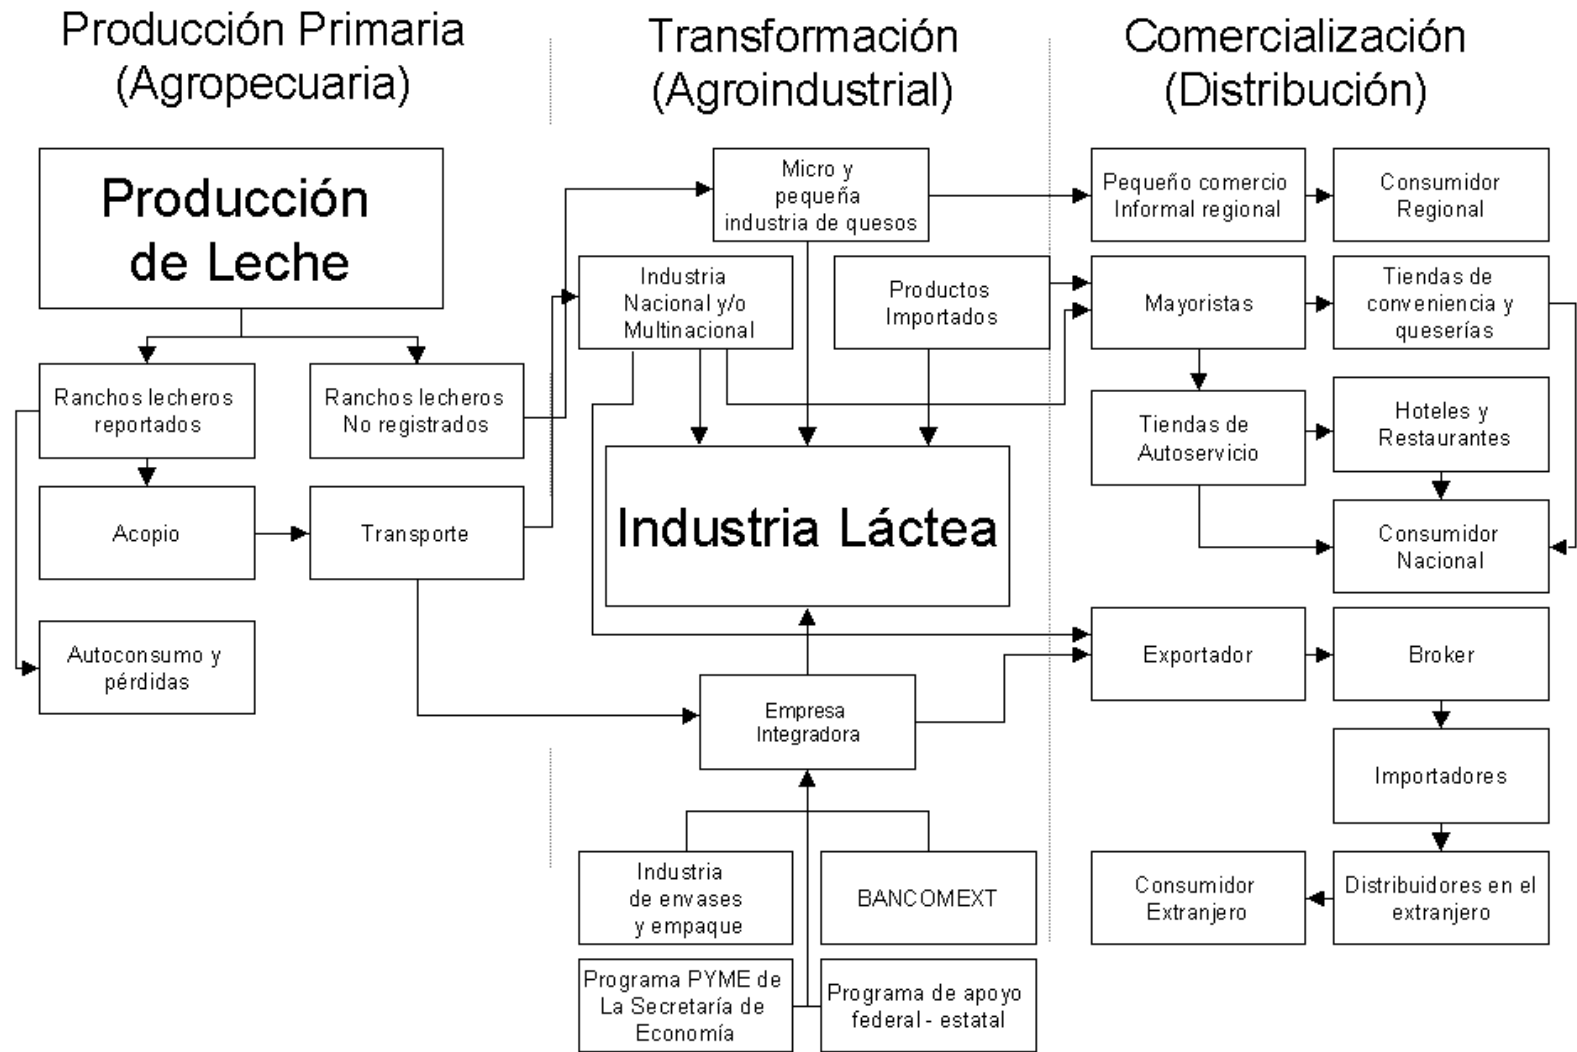 Producción Primaria
(Agropecuaria)
Transformación
(Agroindustrial)
Comercialización
(Distribución)
Producción
de Leche
Micro y
pequeña
industria de quesos
Pequeño comercio
Informal regional
Consumidor
Regional
Industria
Nacional y/o
Multinacional
Productos
Importados
Mayoristas
Tiendas de
conveniencia y
queserías
Ranchos lecheros
reportados
Ranchos lecheros
No registrados
Tiendas de
Autoservicio
Hoteles y
Restaurantes
Acopio
Transporte
Industria Láctea
Consumidor
Nacional
Autoconsumo y
pérdidas
Exportador
Broker
Empresa
Integradora
Importadores
Industria
de envases
y empaque
BANCOMEXT
Consumidor
Extranjero
Distribuidores en el
extranjero
Programa PYME de
La Secretaría de
Economía
Programa de apoyo
federal - estatal